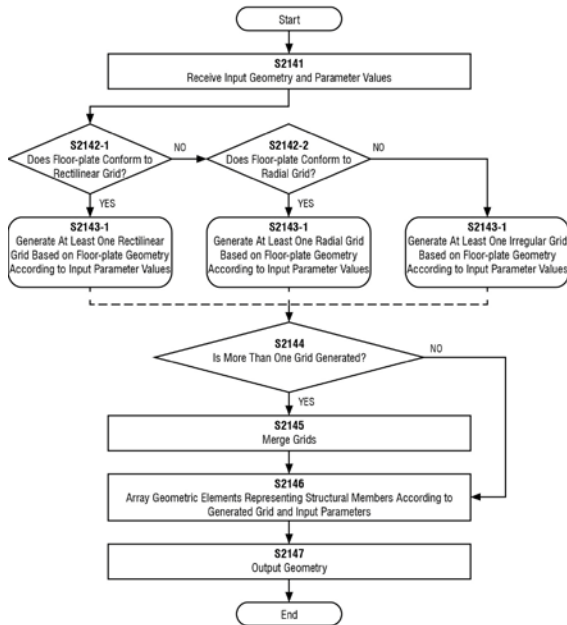 Start
S2141
Receive Input Geometry and Parameter Values
S2142-1
Does Floor-plate Conform to
Rectilinear Grid?
NO
S2142-2
Does Floor-plate Conform to
Radial Grid?
NO
YES
YES
S2143-1
Generate At Least One Rectilinear
Grid Based on Floor-plate Geometry
According to Input Parameter Values
S2143-1
Generate At Least One Radial Grid
Based on Floor-plate Geometry
According to Input Parameter Values
S2143-1
Generate At Least One Irregular Grid
Based on Floor-plate Geometry
According to Input Parameter Values
S2144
Is More Than One Grid Generated?
NO
YES
S2145
Merge Grids
S2146
Array Geometric Elements Representing Structural Members According to
Generated Grid and Input Parameters
S2147
Output Geometry
End